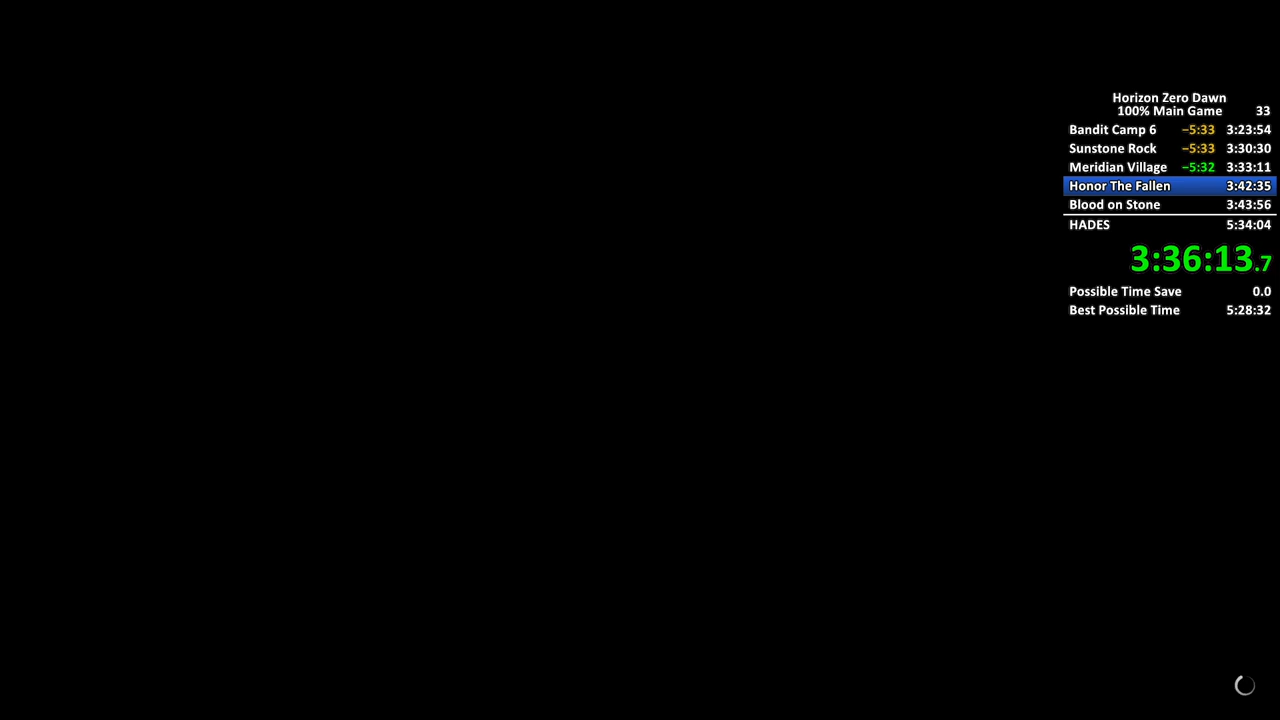 Horizon Zero Dawn
100% Main Game 33
Bandit Camp 6 −5:33 3:23:54
Sunstone Rock −5:33 3:30:30
Meridian Village −5:32 3:33:11
Honor The Fallen 3:42:35
Blood on Stone 3:43:56
HADES 5:34:04
3:36:13.7
Possible Time Save 0.0
Best Possible Time 5:28:32